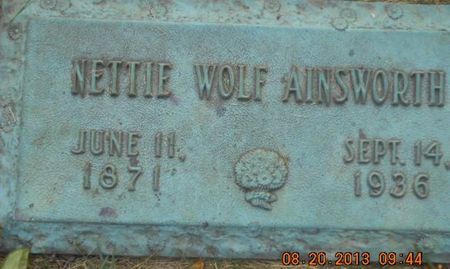 NETTIE WOLF AINSWORTH
JUNE 11, SEPT. 14,
1871 1936
08.20.2013 09:44